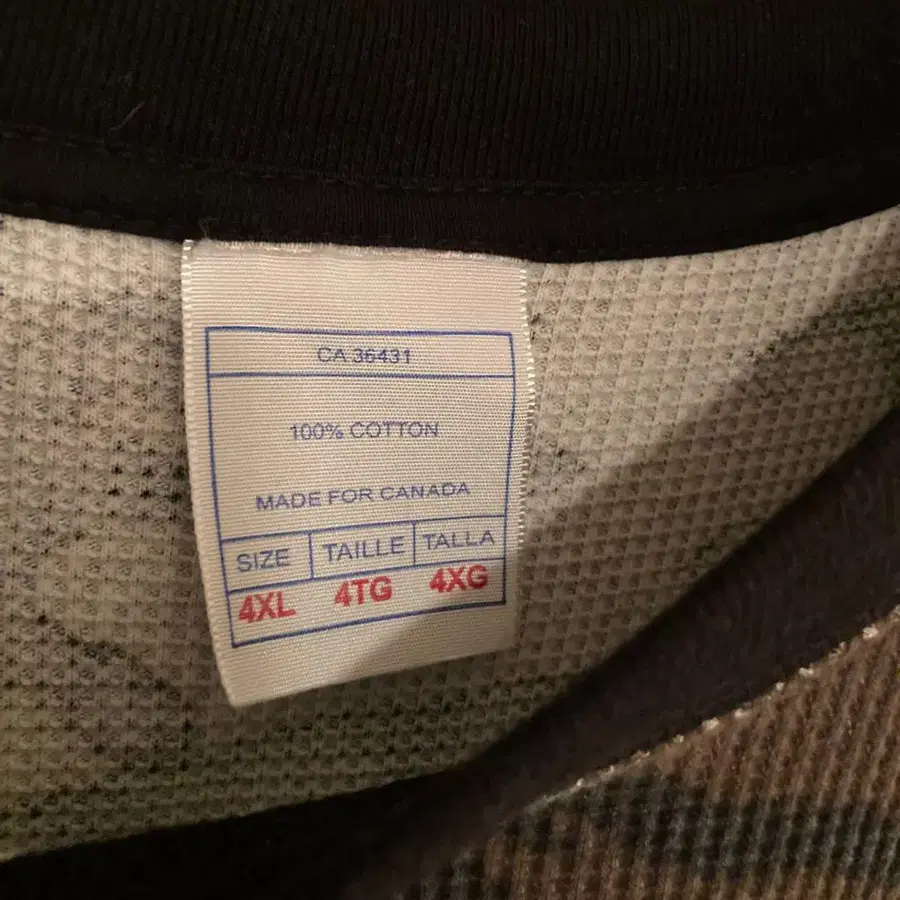 CA 36431
100% COTTON
MADE FOR CANADA
SIZE TAILLE TALLA
4XL 4TG 4XG